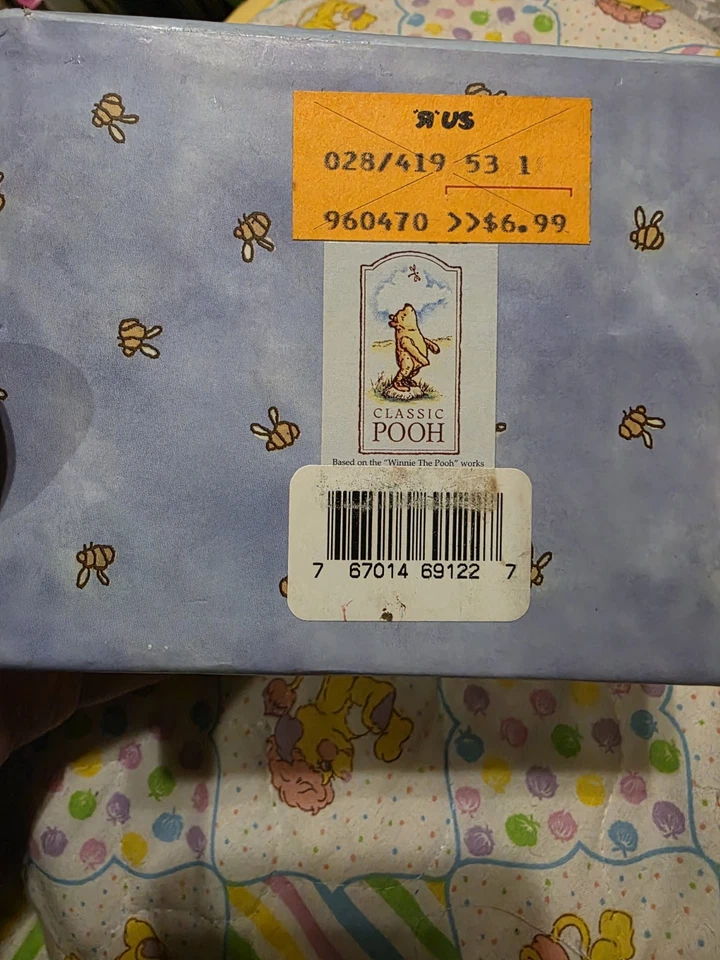 "R" US
028/419 53 1
960470 >>$6.99
CLASSIC
POOH
Based on the "Winnie The Pooh" works
7 67014 69122 7